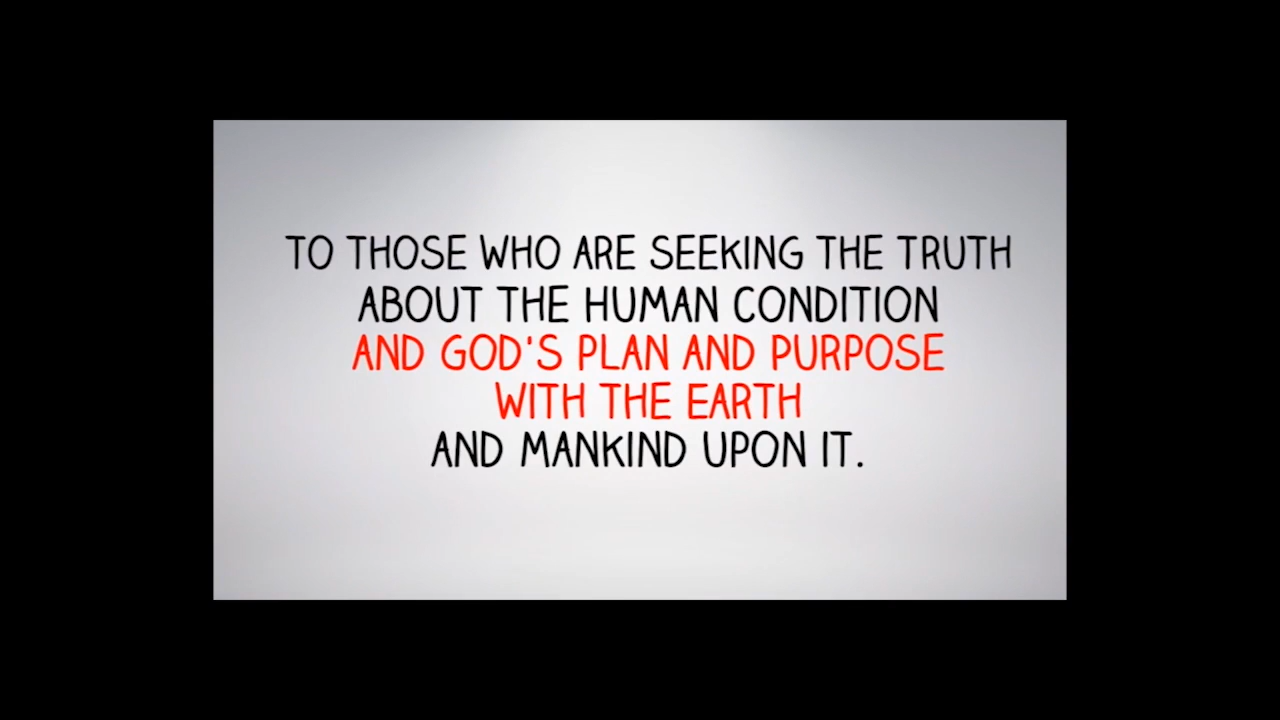 TO THOSE WHO ARE SEEKING THE TRUTH
ABOUT THE HUMAN CONDITION
AND GOD'S PLAN AND PURPOSE
WITH THE EARTH
AND MANKIND UPON IT.